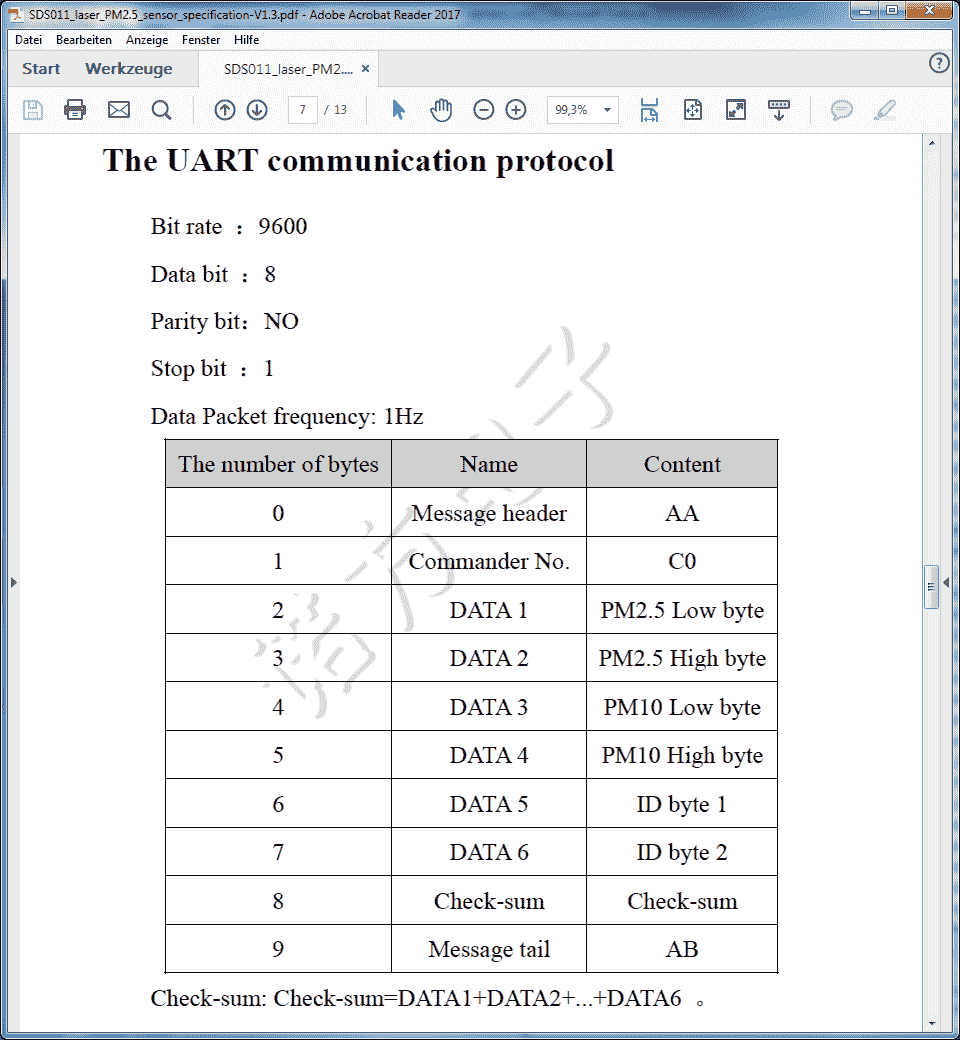 SDS011_laser_PM2.5_sensor_specification-V1.3.pdf - Adobe Acrobat Reader 2017
Datei Bearbeiten Anzeige Fenster Hilfe
Start Werkzeuge SDS011_laser_PM2.... ×
7 / 13 99,3%
The UART communication protocol
Bit rate ：9600
Data bit ：8
Parity bit：NO
Stop bit ：1
Data Packet frequency: 1Hz
The number of bytes Name Content
0 Message header AA
1 Commander No. C0
2 DATA 1 PM2.5 Low byte
3 DATA 2 PM2.5 High byte
4 DATA 3 PM10 Low byte
5 DATA 4 PM10 High byte
6 DATA 5 ID byte 1
7 DATA 6 ID byte 2
8 Check-sum Check-sum
9 Message tail AB
Check-sum: Check-sum=DATA1+DATA2+...+DATA6 。